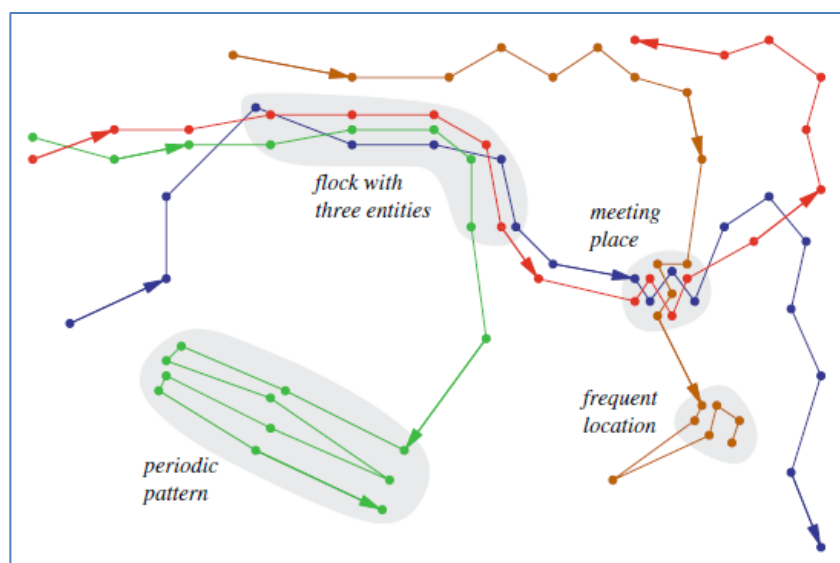 flock with
three entities
meeting
place
frequent
location
periodic
pattern